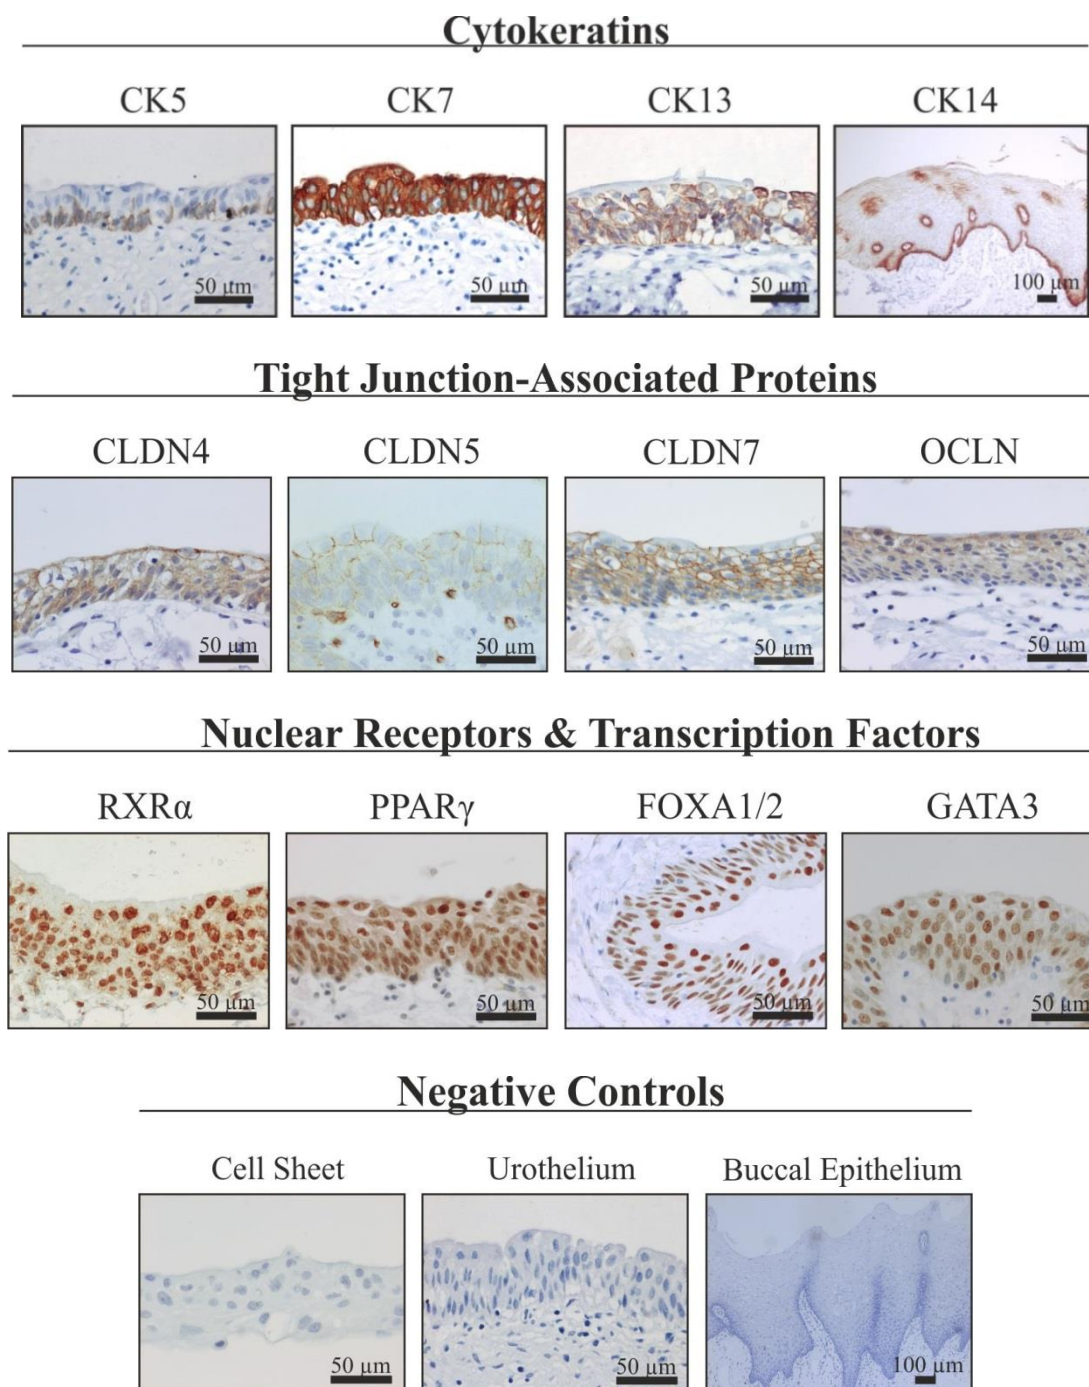 Cytokeratins
CK5 CK7 CK13 CK14
50 µm 50 µm 50 µm 100 µm
Tight Junction-Associated Proteins
CLDN4 CLDN5 CLDN7 OCLN
50 µm 50 µm 50 µm 50 µm
Nuclear Receptors & Transcription Factors
RXRα PPARγ FOXA1/2 GATA3
50 µm 50 µm 50 µm 50 µm
Negative Controls
Cell Sheet Urothelium Buccal Epithelium
50 µm 50 µm 100 µm